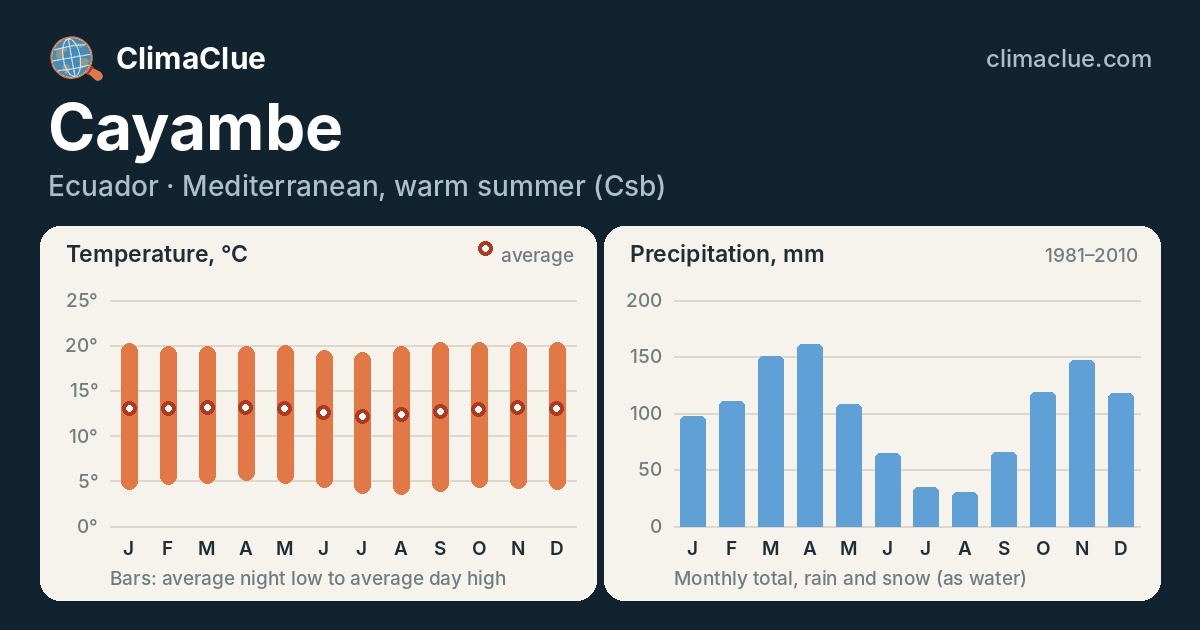 ClimaClue
climaclue.com
Cayambe
Ecuador · Mediterranean, warm summer (Csb)
Temperature, °C
average
25°
20°
15°
10°
5°
0°
J F M A M J J A S O N D
Bars: average night low to average day high
Precipitation, mm
1981–2010
200
150
100
50
0
J F M A M J J A S O N D
Monthly total, rain and snow (as water)